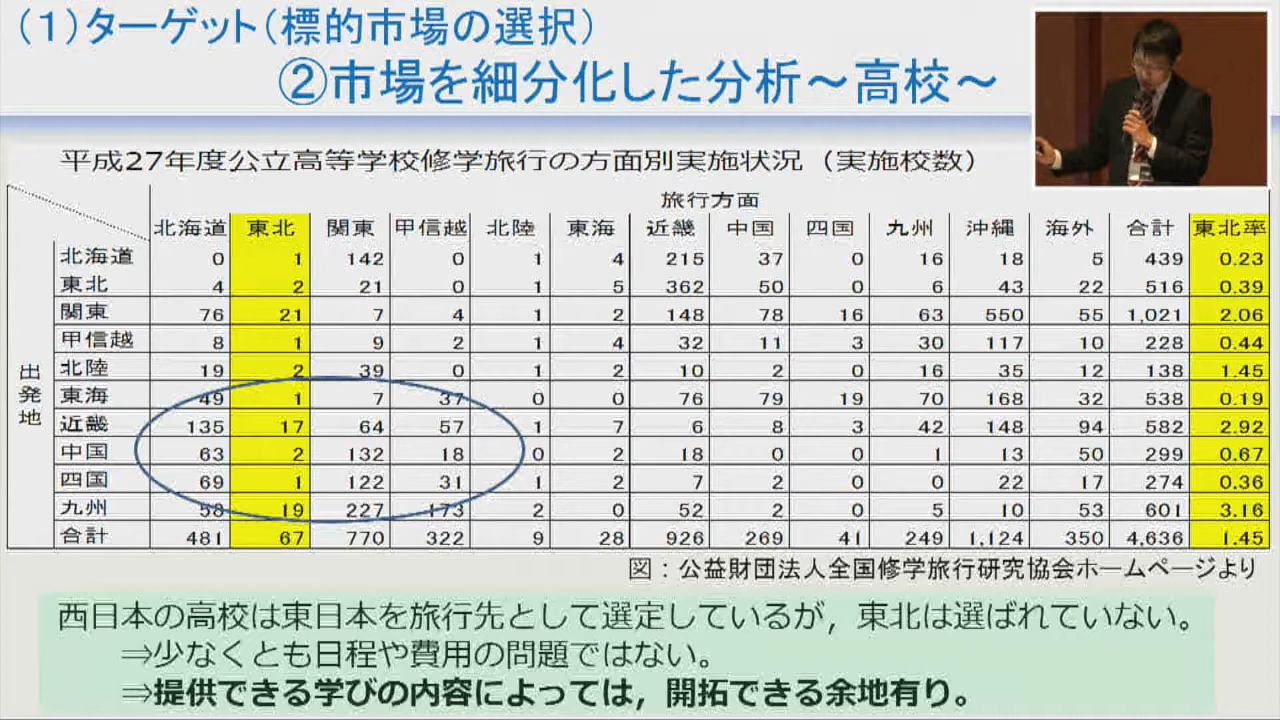 （１）ターゲット（標的市場の選択）
②市場を細分化した分析～高校～
平成27年度公立高等学校修学旅行の方面別実施状況（実施校数）
旅行方面
北海道 東北 関東 甲信越 北陸 東海 近畿 中国 四国 九州 沖縄 海外 合計 東北率
出発地
北海道 0 1 142 0 1 4 215 37 0 16 18 5 439 0.23
東北 4 2 21 0 1 5 362 50 0 6 43 22 516 0.39
関東 76 21 7 4 1 2 148 78 16 63 550 55 1,021 2.06
甲信越 8 1 9 2 1 4 32 11 3 30 117 10 228 0.44
北陸 19 2 39 0 1 2 10 2 0 16 35 12 138 1.45
東海 49 1 7 37 0 0 76 79 19 70 168 32 538 0.19
近畿 135 17 64 57 1 7 6 8 3 42 148 94 582 2.92
中国 63 2 132 18 0 2 18 0 0 1 13 50 299 0.67
四国 69 1 122 31 1 2 7 2 0 0 22 17 274 0.36
九州 58 19 227 173 2 0 52 2 0 5 10 53 601 3.16
合計 481 67 770 322 9 28 926 269 41 249 1,124 350 4,636 1.45
図：公益財団法人全国修学旅行研究協会ホームページより
西日本の高校は東日本を旅行先として選定しているが，東北は選ばれていない。
⇒少なくとも日程や費用の問題ではない。
⇒提供できる学びの内容によっては，開拓できる余地有り。